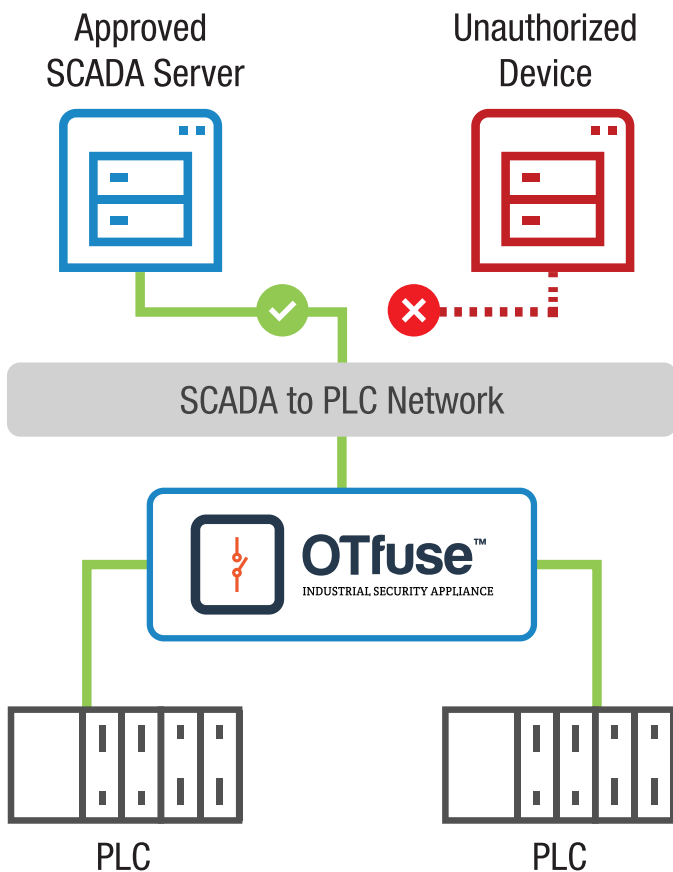 Approved
SCADA Server
Unauthorized
Device
SCADA to PLC Network
OTfuse™
INDUSTRIAL SECURITY APPLIANCE
PLC
PLC